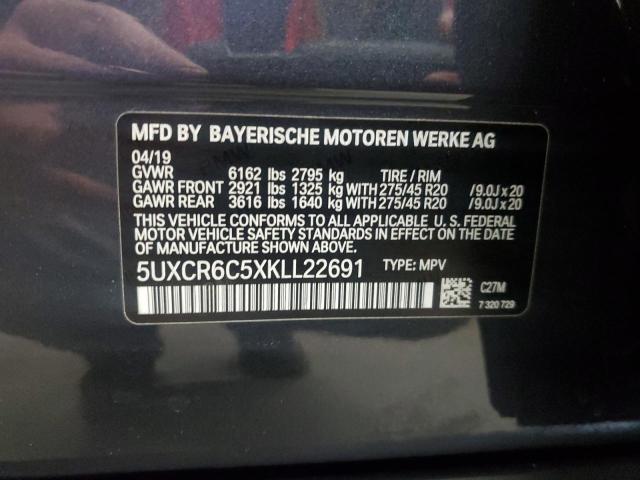 MFD BY BAYERISCHE MOTOREN WERKE AG
04/19
GVWR 6162 lbs 2795 kg TIRE / RIM
GAWR FRONT 2921 lbs 1325 kg WITH 275/45 R20 /9.0J x 20
GAWR REAR 3616 lbs 1640 kg WITH 275/45 R20 /9.0J x 20
THIS VEHICLE CONFORMS TO ALL APPLICABLE U. S. FEDERAL
MOTOR VEHICLE SAFETY STANDARDS IN EFFECT ON THE DATE
OF MANUFACTURE SHOWN ABOVE.
5UXCR6C5XKLL22691 TYPE: MPV
C27M
7 320 729